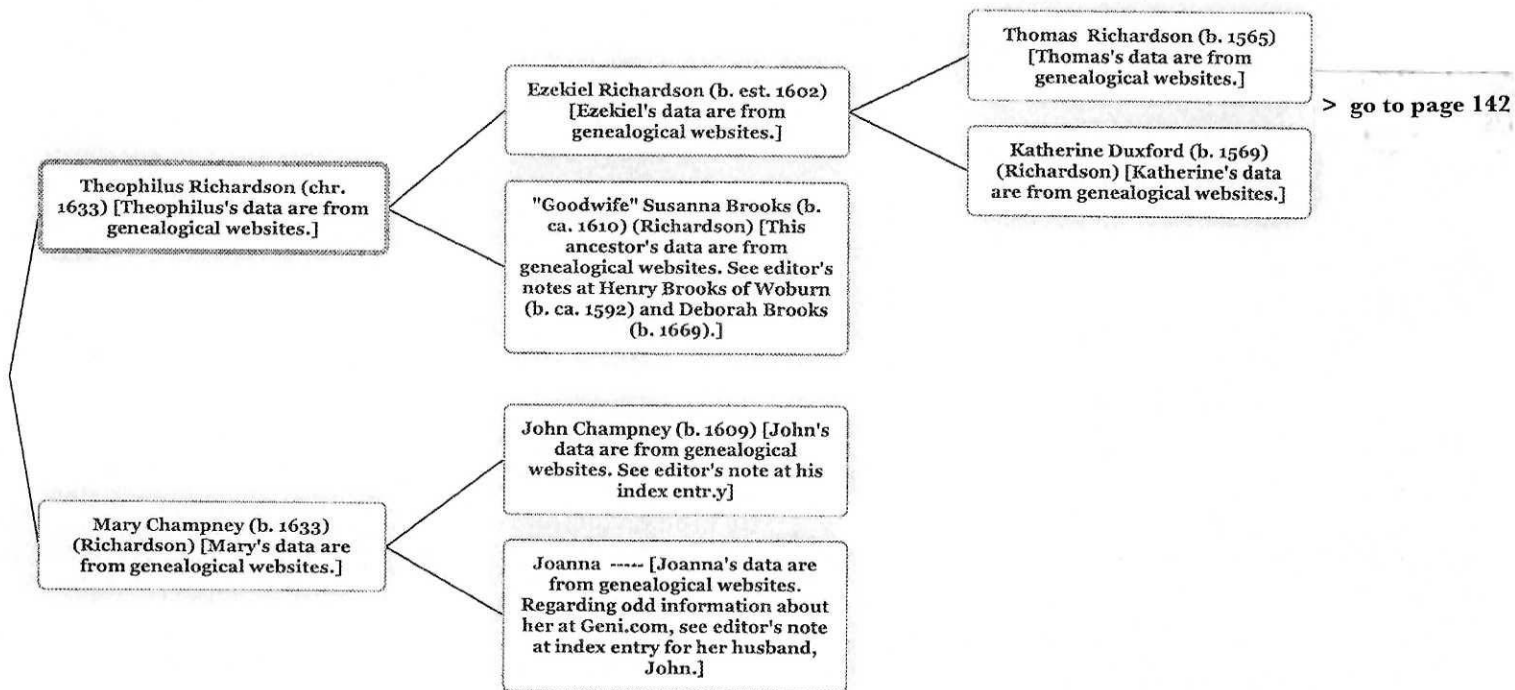 Theophilus Richardson (chr.
1633) [Theophilus's data are from
genealogical websites.]
Ezekiel Richardson (b. est. 1602)
[Ezekiel's data are from
genealogical websites.]
Thomas Richardson (b. 1565)
[Thomas's data are from
genealogical websites.]
> go to page 142
Katherine Duxford (b. 1569)
(Richardson) [Katherine's data
are from genealogical websites.]
"Goodwife" Susanna Brooks (b.
ca. 1610) (Richardson) [This
ancestor's data are from
genealogical websites. See editor's
notes at Henry Brooks of Woburn
(b. ca. 1592) and Deborah Brooks
(b. 1669).]
Mary Champney (b. 1633)
(Richardson) [Mary's data are
from genealogical websites.]
John Champney (b. 1609) [John's
data are from genealogical
websites. See editor's note at his
index entr.y]
Joanna ----- [Joanna's data are
from genealogical websites.
Regarding odd information about
her at Geni.com, see editor's note
at index entry for her husband,
John.]